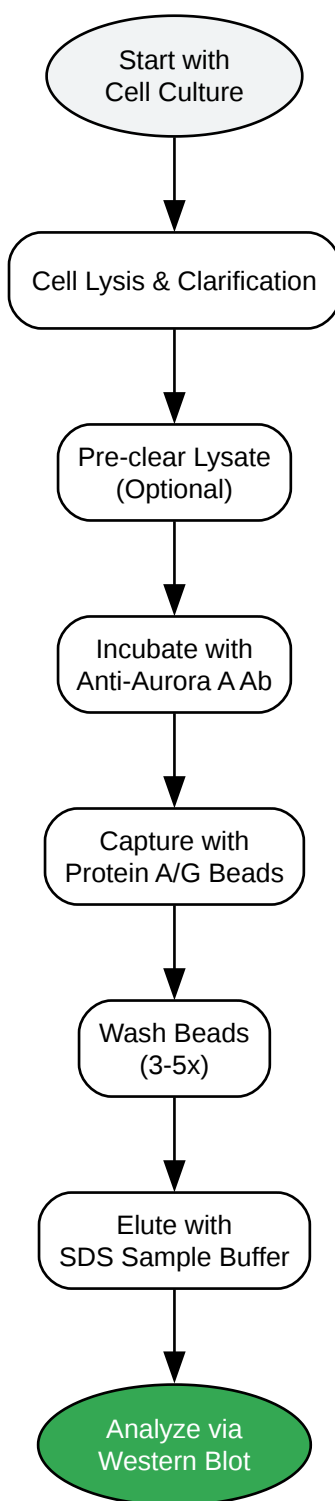 Start with
Cell Culture
Cell Lysis & Clarification
Pre-clear Lysate
(Optional)
Incubate with
Anti-Aurora A Ab
Capture with
Protein A/G Beads
Wash Beads
(3-5x)
Elute with
SDS Sample Buffer
Analyze via
Western Blot